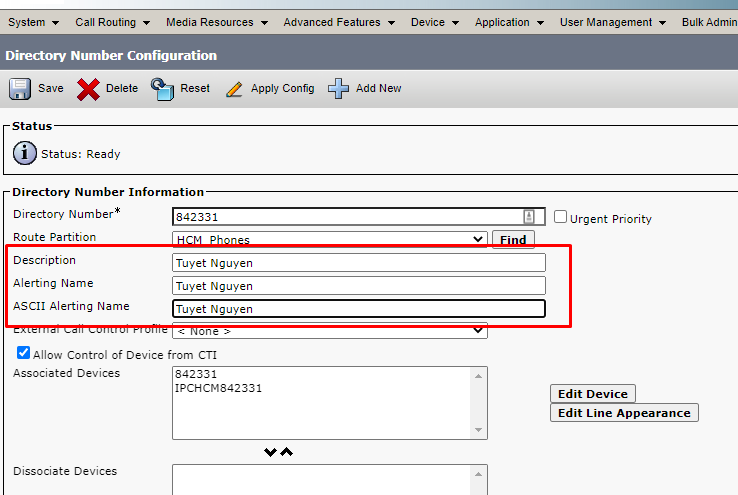 System Call Routing Media Resources Advanced Features Device Application User Management Bulk Admin
Directory Number Configuration
Save Delete Reset Apply Config Add New
Status
i Status: Ready
Directory Number Information
Directory Number* 842331 Urgent Priority
Route Partition HCM_Phones Find
Description Tuyet Nguyen
Alerting Name Tuyet Nguyen
ASCII Alerting Name Tuyet Nguyen
External Call Control Profile < None >
Allow Control of Device from CTI
Associated Devices 842331
IPCHCM842331
Edit Device
Edit Line Appearance
Dissociate Devices